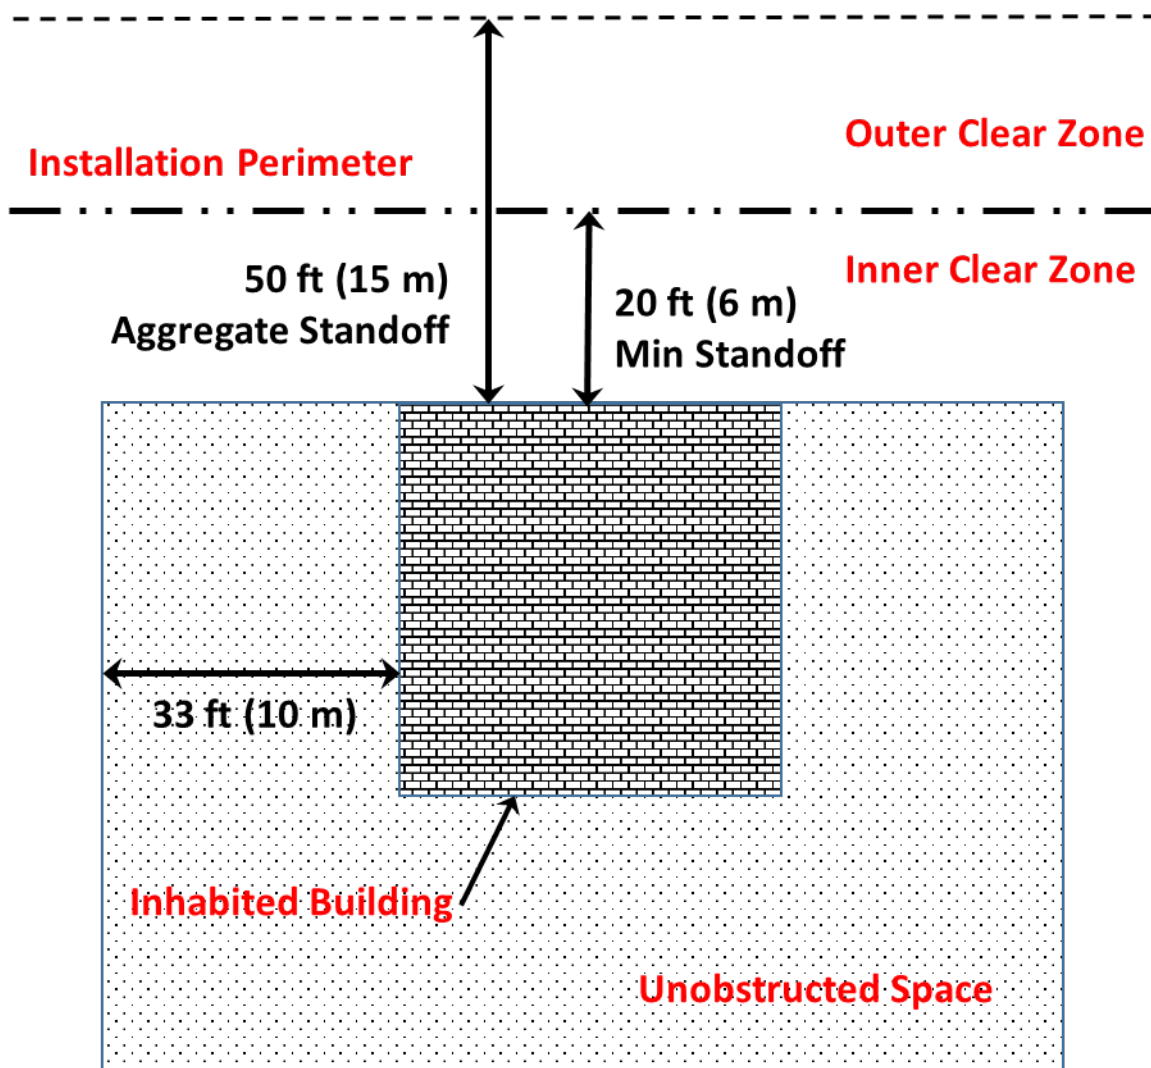 Outer Clear Zone
Installation Perimeter
Inner Clear Zone
50 ft (15 m)
Aggregate Standoff
20 ft (6 m)
Min Standoff
33 ft (10 m)
Inhabited Building
Unobstructed Space